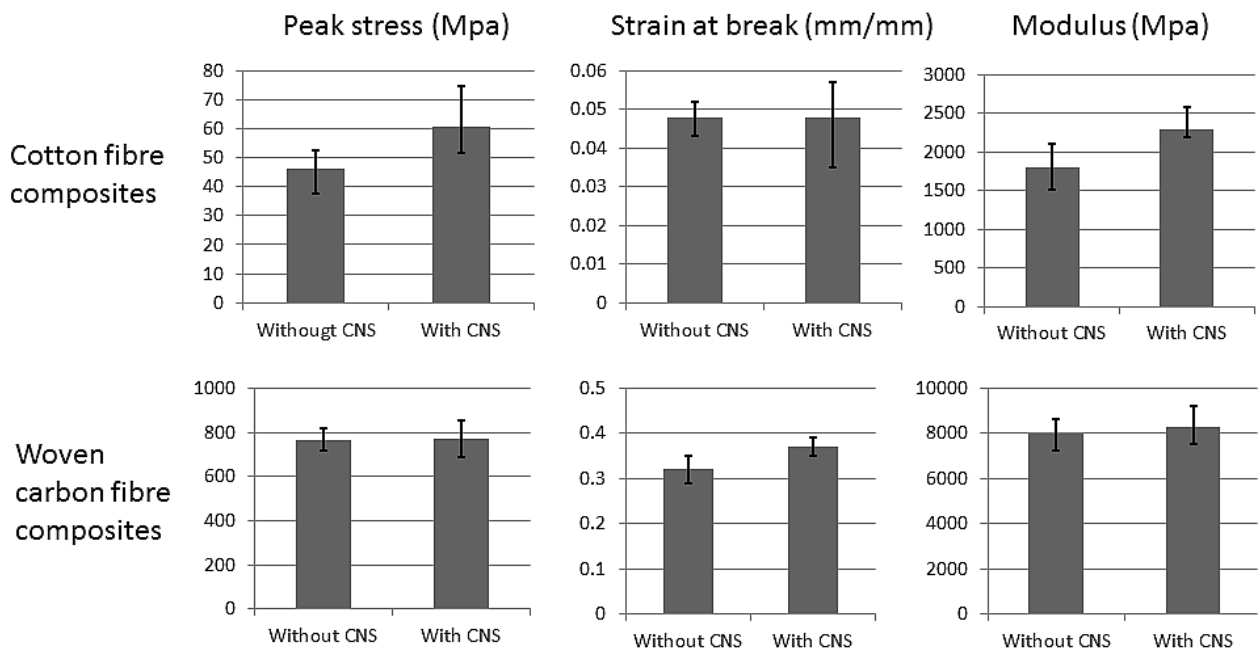 Peak stress (Mpa)
Strain at break (mm/mm)
Modulus (Mpa)
Cotton fibre
composites
80
70
60
50
40
30
20
10
0
Withougt CNS
With CNS
0.06
0.05
0.04
0.03
0.02
0.01
0
Without CNS
With CNS
3000
2500
2000
1500
1000
500
0
Without CNS
With CNS
Woven
carbon fibre
composites
1000
800
600
400
200
0
Without CNS
With CNS
0.5
0.4
0.3
0.2
0.1
0
Without CNS
With CNS
10000
8000
6000
4000
2000
0
Without CNS
With CNS